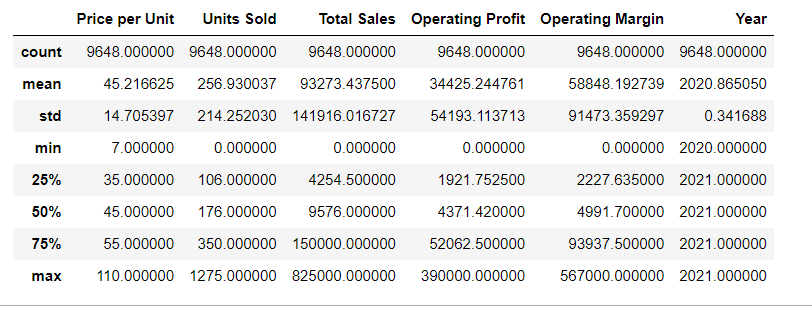 Price per Unit Units Sold Total Sales Operating Profit Operating Margin Year
count 9648.000000 9648.000000 9648.000000 9648.000000 9648.000000 9648.000000
mean 45.216625 256.930037 93273.437500 34425.244761 58848.192739 2020.865050
std 14.705397 214.252030 141916.016727 54193.113713 91473.359297 0.341688
min 7.000000 0.000000 0.000000 0.000000 0.000000 2020.000000
25% 35.000000 106.000000 4254.500000 1921.752500 2227.635000 2021.000000
50% 45.000000 176.000000 9576.000000 4371.420000 4991.700000 2021.000000
75% 55.000000 350.000000 150000.000000 52062.500000 93937.500000 2021.000000
max 110.000000 1275.000000 825000.000000 390000.000000 567000.000000 2021.000000